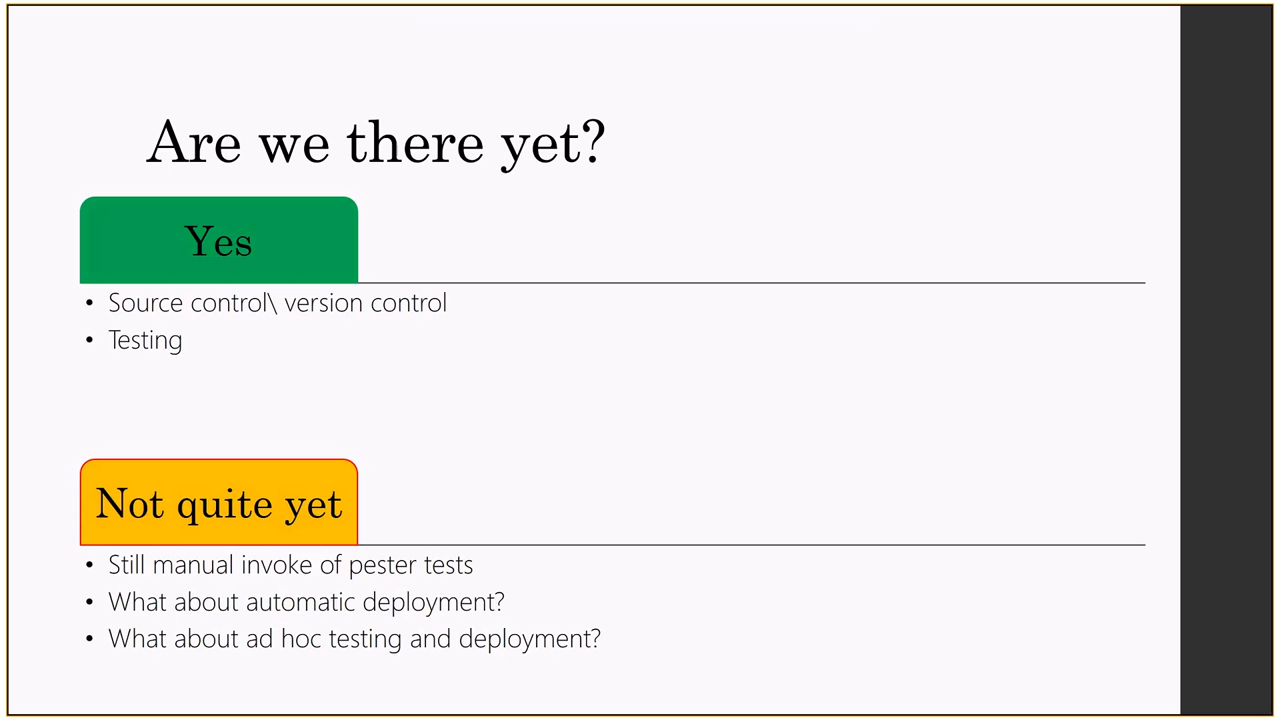 Are we there yet?
Yes
• Source control\ version control
• Testing
Not quite yet
• Still manual invoke of pester tests
• What about automatic deployment?
• What about ad hoc testing and deployment?